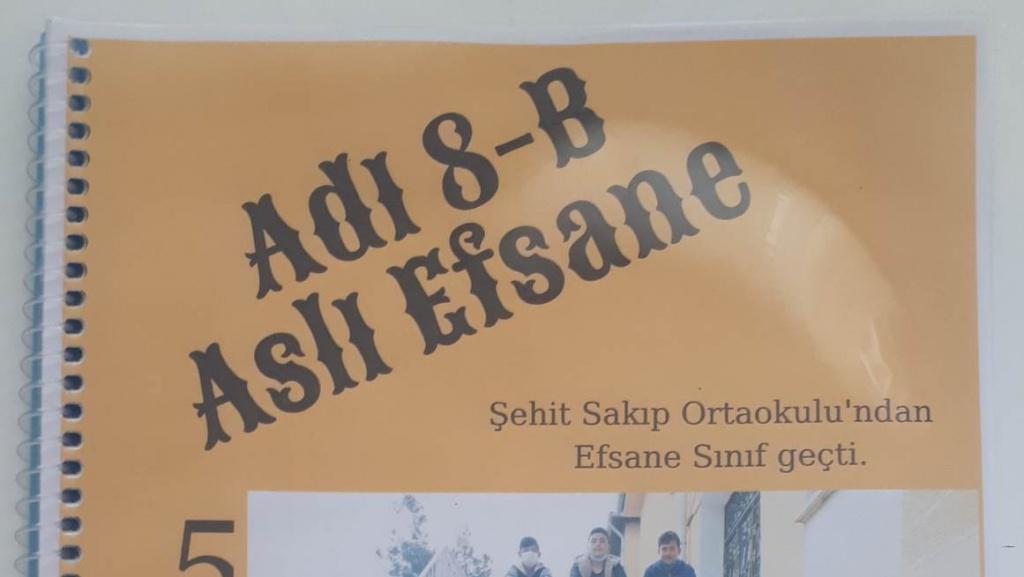 Adı 8-B
Aslı Efsane
Şehit Sakıp Ortaokulu'ndan
Efsane Sınıf geçti.
5